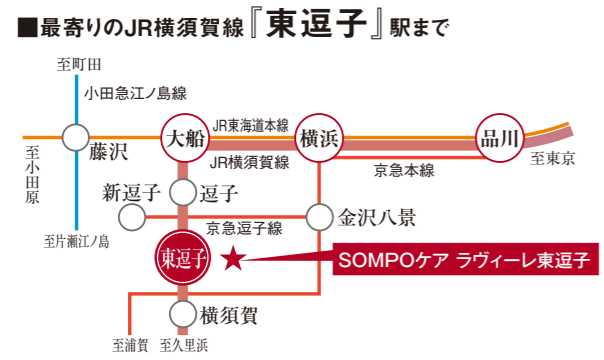 ■最寄りのJR横須賀線『東逗子』駅まで
至町田
小田急江ノ島線
藤沢
至小田原
至片瀬江ノ島
大船
JR東海道本線
JR横須賀線
横浜
品川
至東京
京急本線
新逗子
逗子
京急逗子線
金沢八景
東逗子
★
SOMPOケア ラヴィーレ東逗子
横須賀
至浦賀
至久里浜